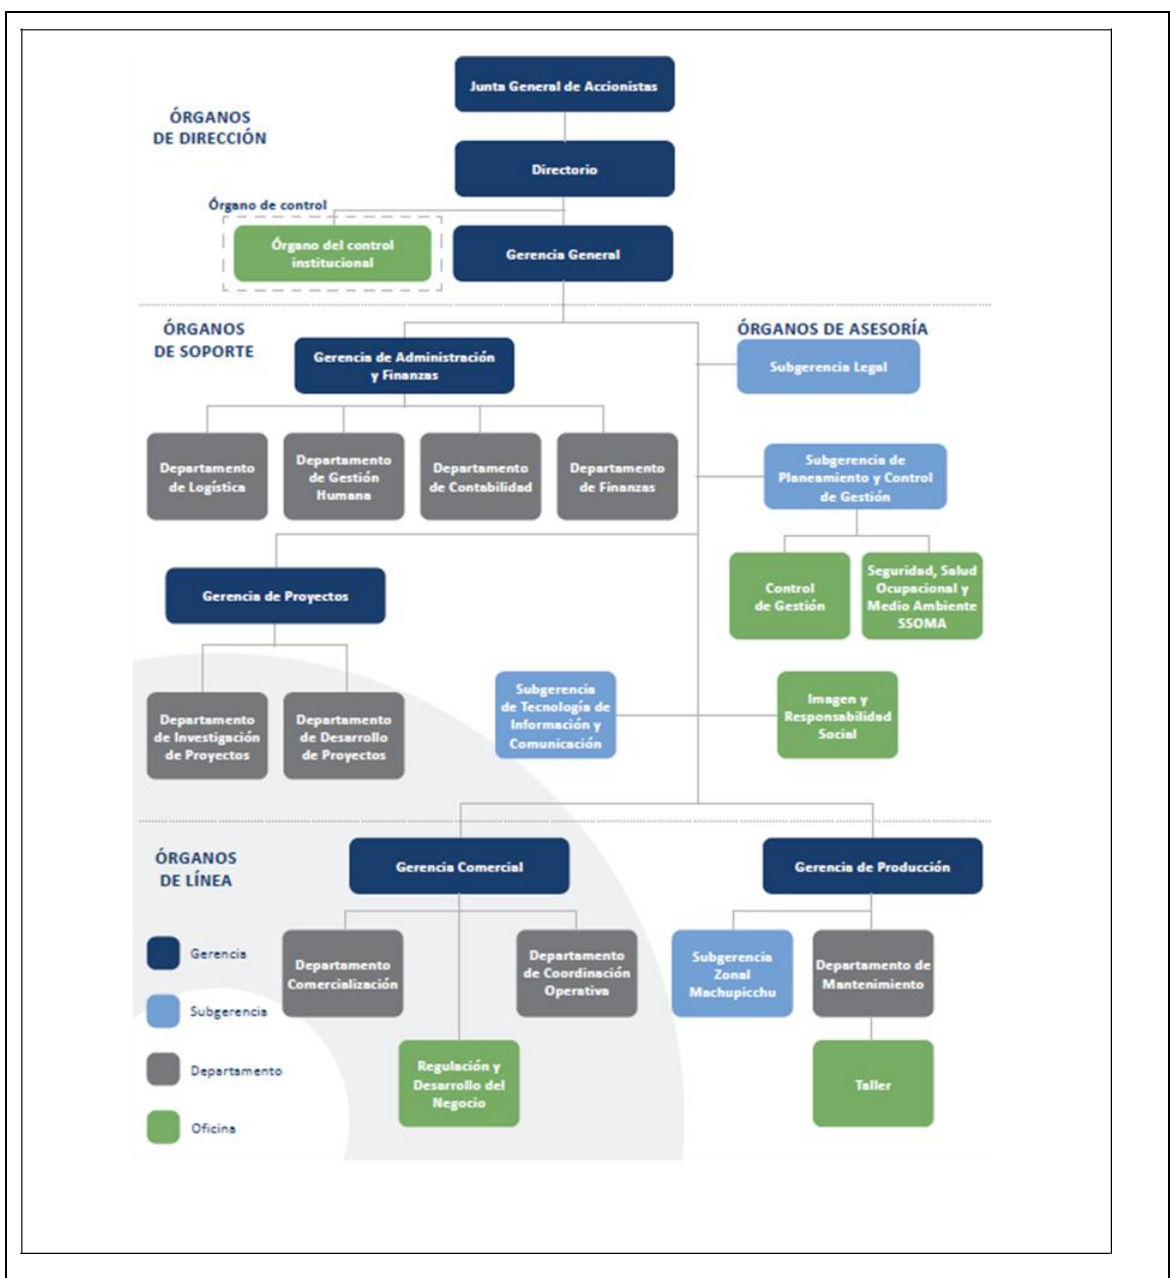 Junta General de Accionistas
ÓRGANOS
DE DIRECCIÓN
Directorio
Órgano de control
Órgano del control
institucional
Gerencia General
ÓRGANOS
DE SOPORTE
ÓRGANOS DE ASESORÍA
Gerencia de Administración
y Finanzas
Subgerencia Legal
Departamento
de Logística
Departamento
de Gestión
Humana
Departamento
de Contabilidad
Departamento
de Finanzas
Subgerencia de
Planeamiento y Control
de Gestión
Gerencia de Proyectos
Control
de Gestión
Seguridad, Salud
Ocupacional y
Medio Ambiente
SSOMA
Departamento
de Investigación
de Proyectos
Departamento
de Desarrollo
de Proyectos
Subgerencia
de Tecnología de
Información y
Comunicación
Imagen y
Responsabilidad
Social
ÓRGANOS
DE LÍNEA
Gerencia Comercial
Gerencia de Producción
Gerencia
Subgerencia
Departamento
Oficina
Departamento
Comercialización
Departamento
de Coordinación
Operativa
Subgerencia
Zonal
Machupicchu
Departamento de
Mantenimiento
Regulación y
Desarrollo del
Negocio
Taller